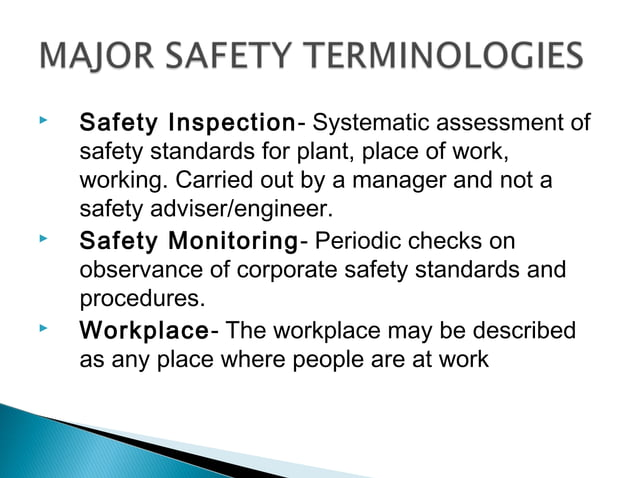 MAJOR SAFETY TERMINOLOGIES
Safety Inspection- Systematic assessment of
safety standards for plant, place of work,
working. Carried out by a manager and not a
safety adviser/engineer.
Safety Monitoring- Periodic checks on
observance of corporate safety standards and
procedures.
Workplace- The workplace may be described
as any place where people are at work